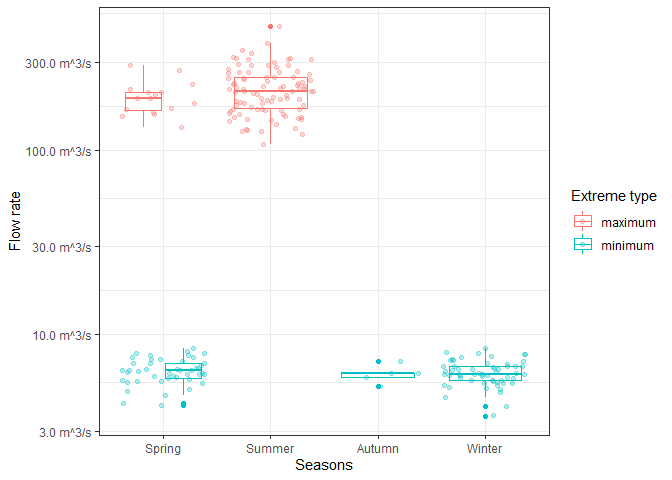 300.0 m^3/s
100.0 m^3/s
30.0 m^3/s
10.0 m^3/s
3.0 m^3/s
Flow rate
Spring
Summer
Autumn
Winter
Seasons
Extreme type
maximum
minimum